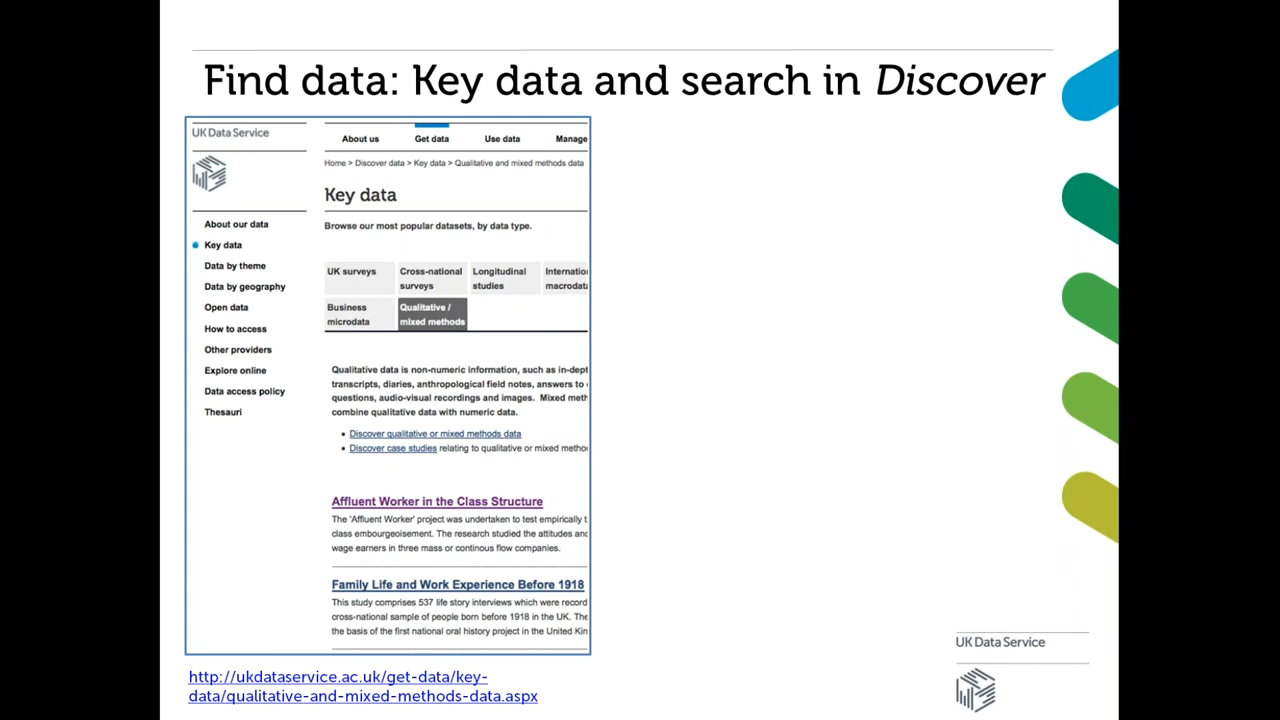 Find data: Key data and search in Discover
UK Data Service
About us Get data Use data Manage
Home > Discover data > Key data > Qualitative and mixed methods data
Key data
About our data
Key data
Data by theme
Data by geography
Open data
How to access
Other providers
Explore online
Data access policy
Thesauri
Browse our most popular datasets, by data type.
UK surveys
Cross-national
surveys
Longitudinal
studies
Internatio
macrodata
Business
microdata
Qualitative /
mixed methods
Qualitative data is non-numeric information, such as in-dept
transcripts, diaries, anthropological field notes, answers to
questions, audio-visual recordings and images. Mixed meth
combine qualitative data with numeric data.
• Discover qualitative or mixed methods data
• Discover case studies relating to qualitative or mixed metho
Affluent Worker in the Class Structure
The 'Affluent Worker' project was undertaken to test empirically t
class embourgeoisement. The research studied the attitudes and
wage earners in three mass or continous flow companies.
Family Life and Work Experience Before 1918
This study comprises 537 life story interviews which were record
cross-national sample of people born before 1918 in the UK. The
the basis of the first national oral history project in the United Kin
http://ukdataservice.ac.uk/get-data/key-
data/qualitative-and-mixed-methods-data.aspx
UK Data Service